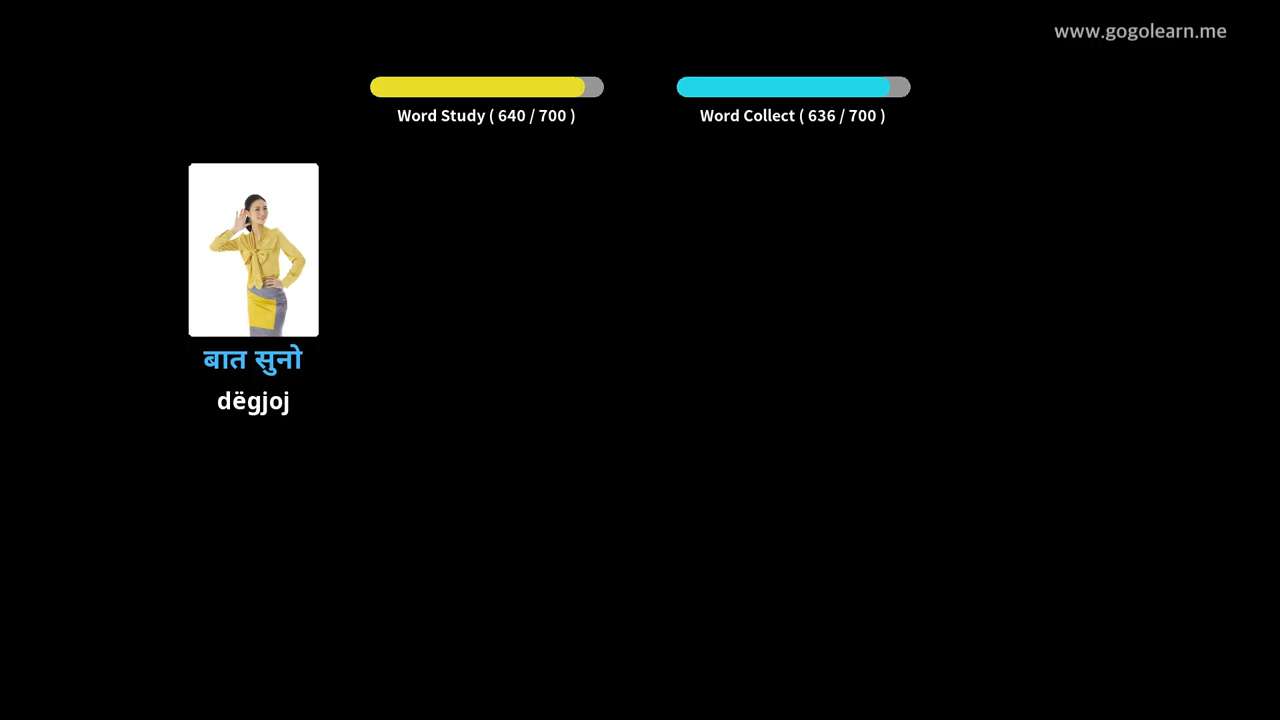 www.gogolearn.me
Word Study ( 640 / 700 )
Word Collect ( 636 / 700 )
बात सुनो
dëgjoj